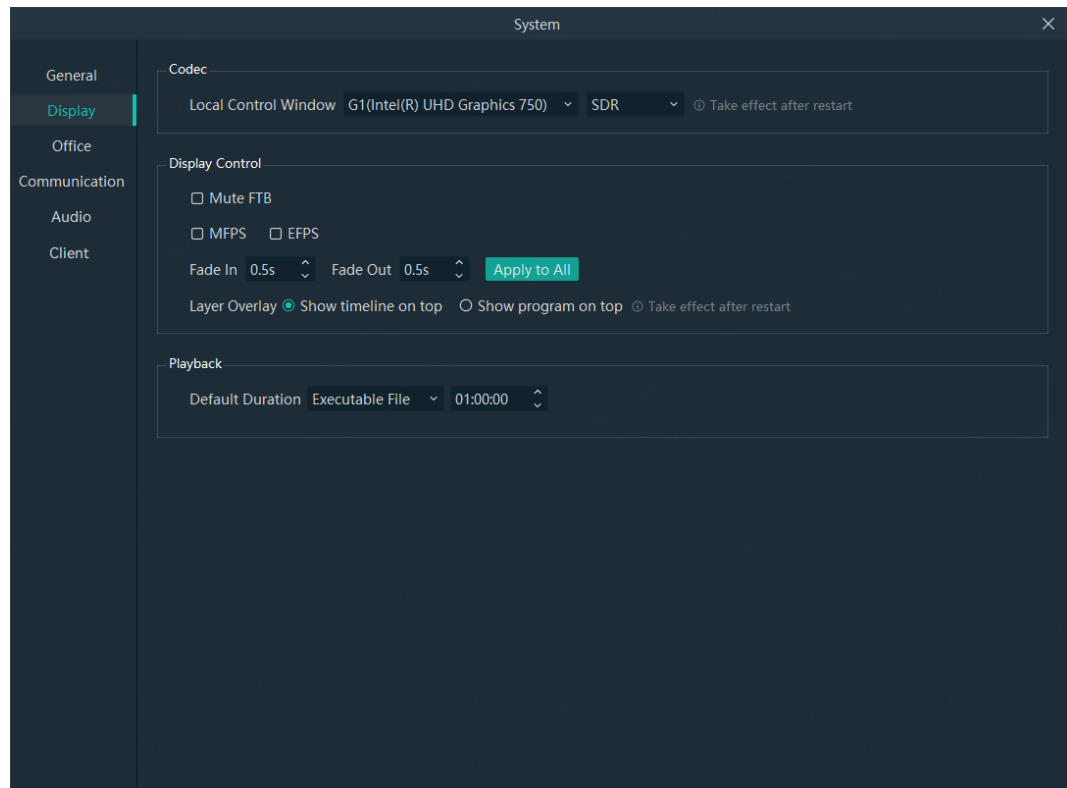 System
General
Display
Office
Communication
Audio
Client
Codec
Local Control Window G1(Intel(R) UHD Graphics 750) SDR Take effect after restart
Display Control
Mute FTB
MFPS EFPS
Fade In 0.5s Fade Out 0.5s Apply to All
Layer Overlay Show timeline on top Show program on top Take effect after restart
Playback
Default Duration Executable File 01:00:00